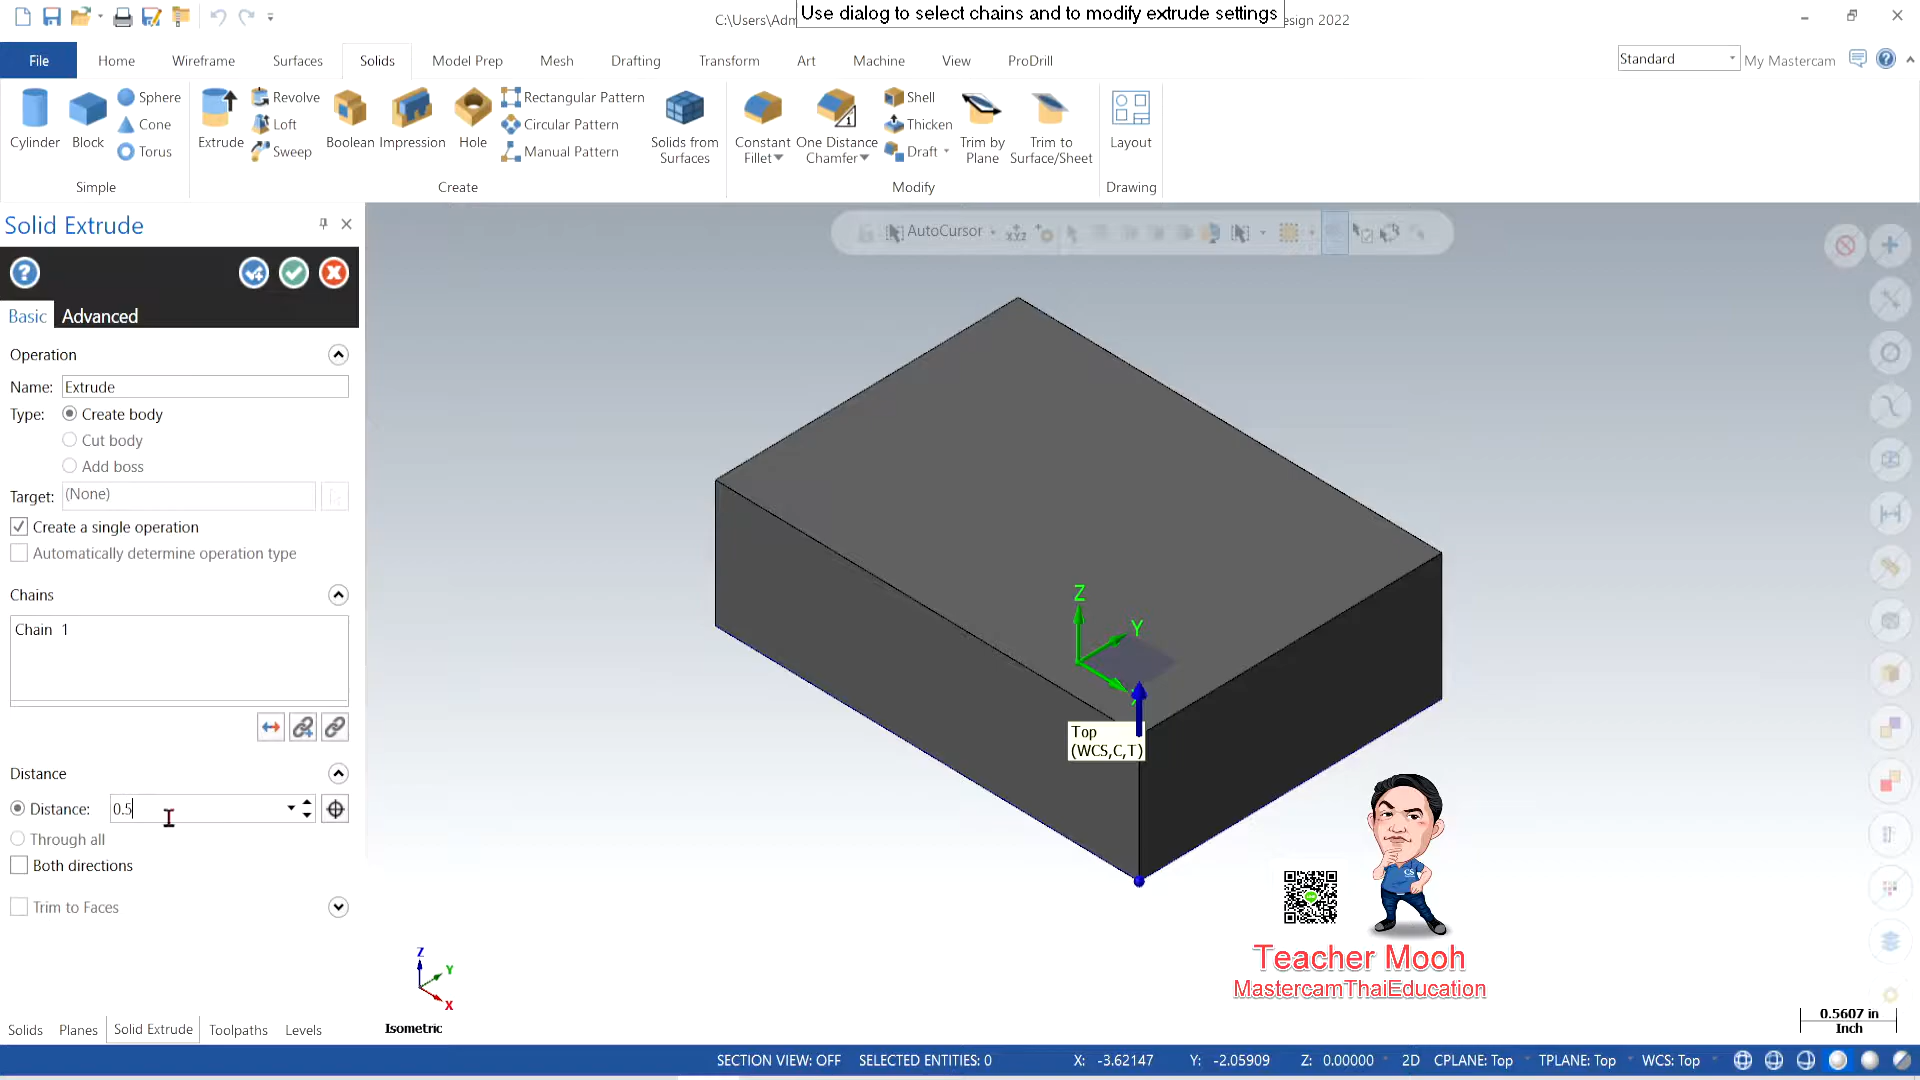 C:\Users\Adm
Use dialog to select chains and to modify extrude settings
esign 2022
File
Home
Wireframe
Surfaces
Solids
Model Prep
Mesh
Drafting
Transform
Art
Machine
View
ProDrill
Standard
My Mastercam
Cylinder
Block
Sphere
Cone
Torus
Simple
Extrude
Revolve
Loft
Sweep
Boolean
Impression
Hole
Rectangular Pattern
Circular Pattern
Manual Pattern
Solids from
Surfaces
Create
Constant
Fillet
One Distance
Chamfer
Shell
Thicken
Draft
Trim by
Plane
Trim to
Surface/Sheet
Modify
Layout
Drawing
Solid Extrude
AutoCursor
Basic
Advanced
Operation
Name: Extrude
Type:
Create body
Cut body
Add boss
Target: (None)
Create a single operation
Automatically determine operation type
Chains
Chain 1
Distance
Distance: 0.5
Through all
Both directions
Trim to Faces
Z
Y
Top
(WCS,C,T)
CS
Teacher Mooh
MastercamThaiEducation
Z
Y
X
Isometric
0.5607 in
Inch
Solids
Planes
Solid Extrude
Toolpaths
Levels
SECTION VIEW: OFF
SELECTED ENTITIES: 0
X: -3.62147
Y: -2.05909
Z: 0.00000
2D
CPLANE: Top
TPLANE: Top
WCS: Top